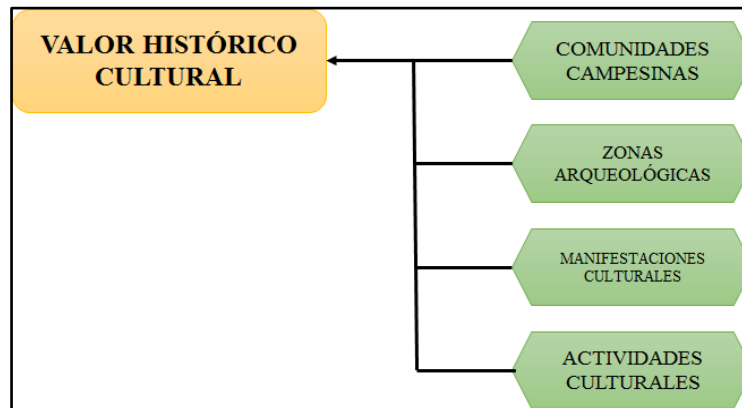 VALOR HISTÓRICO
CULTURAL
COMUNIDADES
CAMPESINAS
ZONAS
ARQUEOLÓGICAS
MANIFESTACIONES
CULTURALES
ACTIVIDADES
CULTURALES